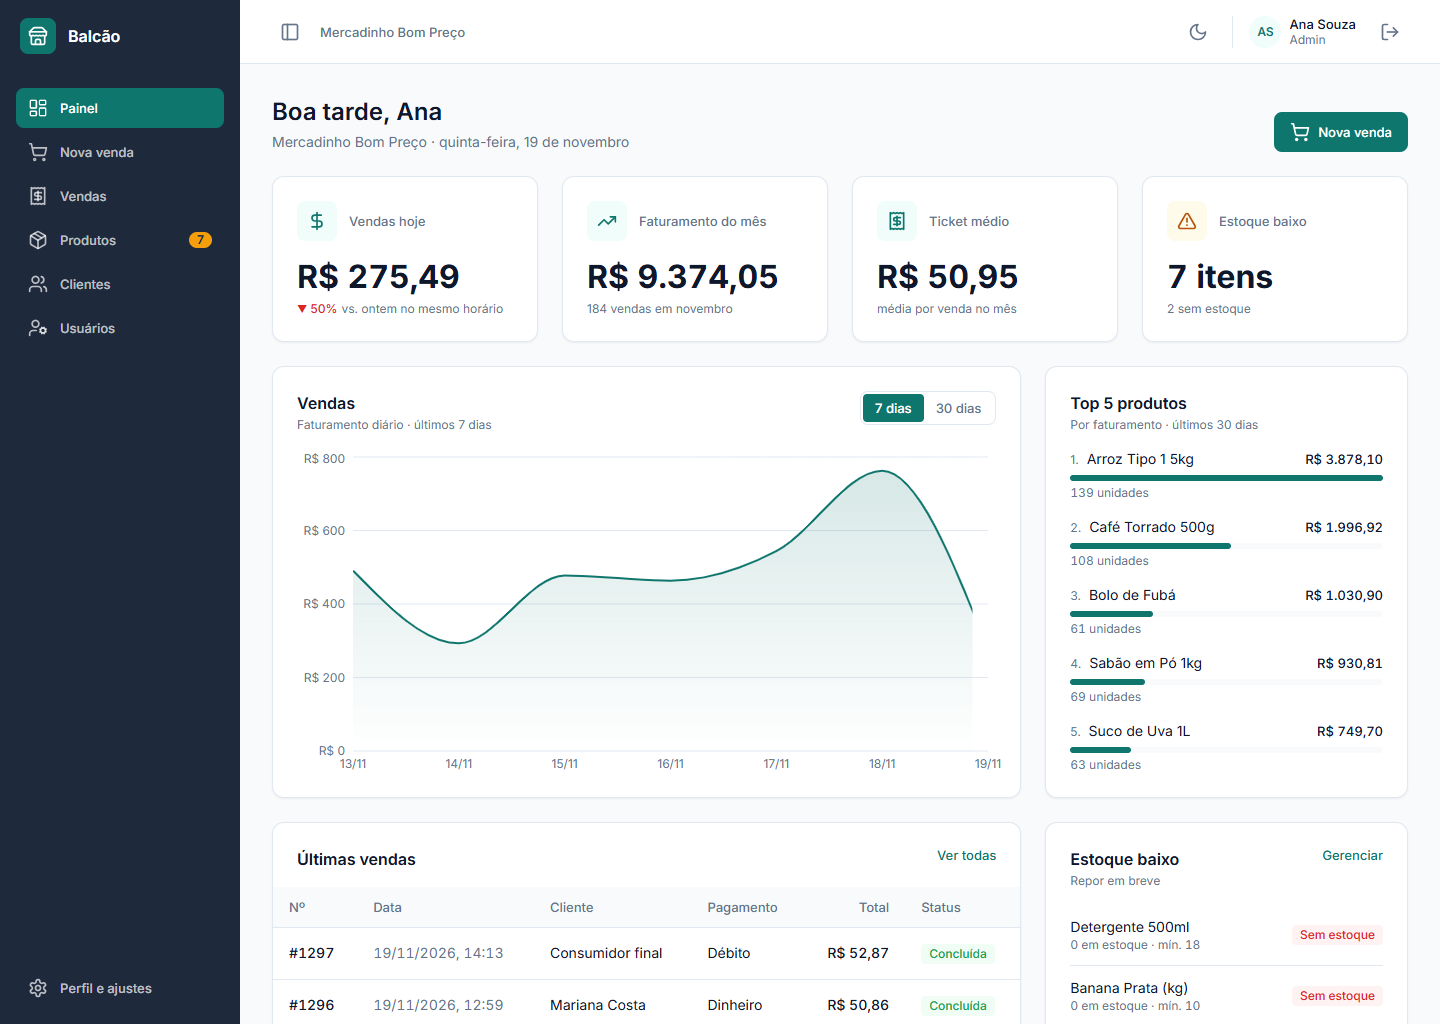 Balcão
Mercadinho Bom Preço
AS
Ana Souza
Admin
Painel
Nova venda
Vendas
Produtos 7
Clientes
Usuários
Perfil e ajustes
Boa tarde, Ana
Mercadinho Bom Preço · quinta-feira, 19 de novembro
Nova venda
Vendas hoje
R$ 275,49
▼ 50% vs. ontem no mesmo horário
Faturamento do mês
R$ 9.374,05
184 vendas em novembro
Ticket médio
R$ 50,95
média por venda no mês
Estoque baixo
7 itens
2 sem estoque
Vendas
Faturamento diário · últimos 7 dias
7 dias 30 dias
R$ 800
R$ 600
R$ 400
R$ 200
R$ 0
13/11 14/11 15/11 16/11 17/11 18/11 19/11
Top 5 produtos
Por faturamento · últimos 30 dias
1. Arroz Tipo 1 5kg R$ 3.878,10
139 unidades
2. Café Torrado 500g R$ 1.996,92
108 unidades
3. Bolo de Fubá R$ 1.030,90
61 unidades
4. Sabão em Pó 1kg R$ 930,81
69 unidades
5. Suco de Uva 1L R$ 749,70
63 unidades
Últimas vendas Ver todas
Nº Data Cliente Pagamento Total Status
#1297 19/11/2026, 14:13 Consumidor final Débito R$ 52,87 Concluída
#1296 19/11/2026, 12:59 Mariana Costa Dinheiro R$ 50,86 Concluída
Estoque baixo Gerenciar
Repor em breve
Detergente 500ml
0 em estoque · mín. 18
Sem estoque
Banana Prata (kg)
0 em estoque · mín. 10
Sem estoque